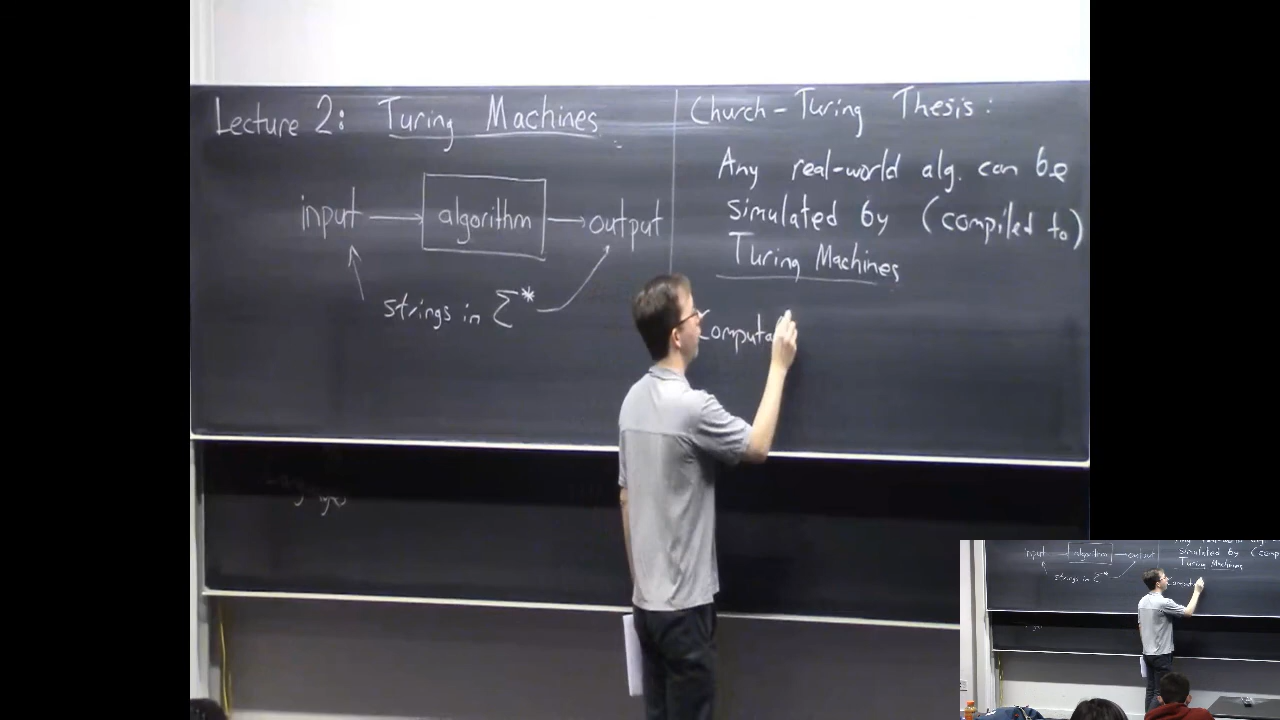 Lecture 2: Turing Machines
input → algorithm → output
strings in Σ*
Church-Turing Thesis:
Any real-world alg. can be
simulated by (compiled to)
Turing Machines
Computa